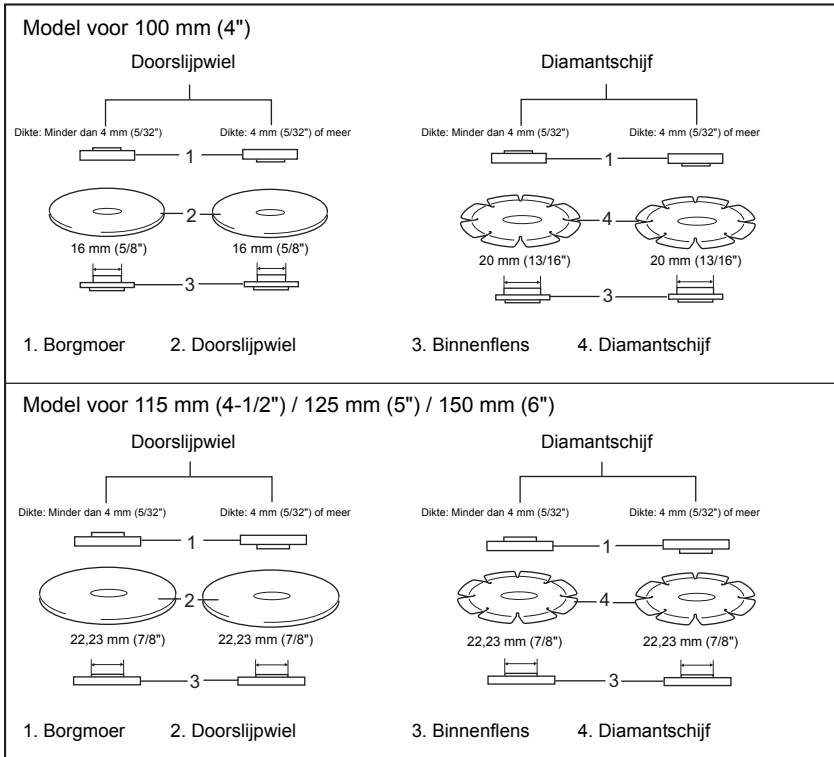 Model voor 100 mm (4")
Doorslijpwiel
Diamantschijf
Dikte: Minder dan 4 mm (5/32")
Dikte: 4 mm (5/32") of meer
Dikte: Minder dan 4 mm (5/32")
Dikte: 4 mm (5/32") of meer
1
1
2
4
16 mm (5/8")
16 mm (5/8")
20 mm (13/16")
20 mm (13/16")
3
3
1. Borgmoer
2. Doorslijpwiel
3. Binnenflens
4. Diamantschijf
Model voor 115 mm (4-1/2") / 125 mm (5") / 150 mm (6")
Doorslijpwiel
Diamantschijf
Dikte: Minder dan 4 mm (5/32")
Dikte: 4 mm (5/32") of meer
Dikte: Minder dan 4 mm (5/32")
Dikte: 4 mm (5/32") of meer
1
1
2
4
22,23 mm (7/8")
22,23 mm (7/8")
22,23 mm (7/8")
22,23 mm (7/8")
3
3
1. Borgmoer
2. Doorslijpwiel
3. Binnenflens
4. Diamantschijf